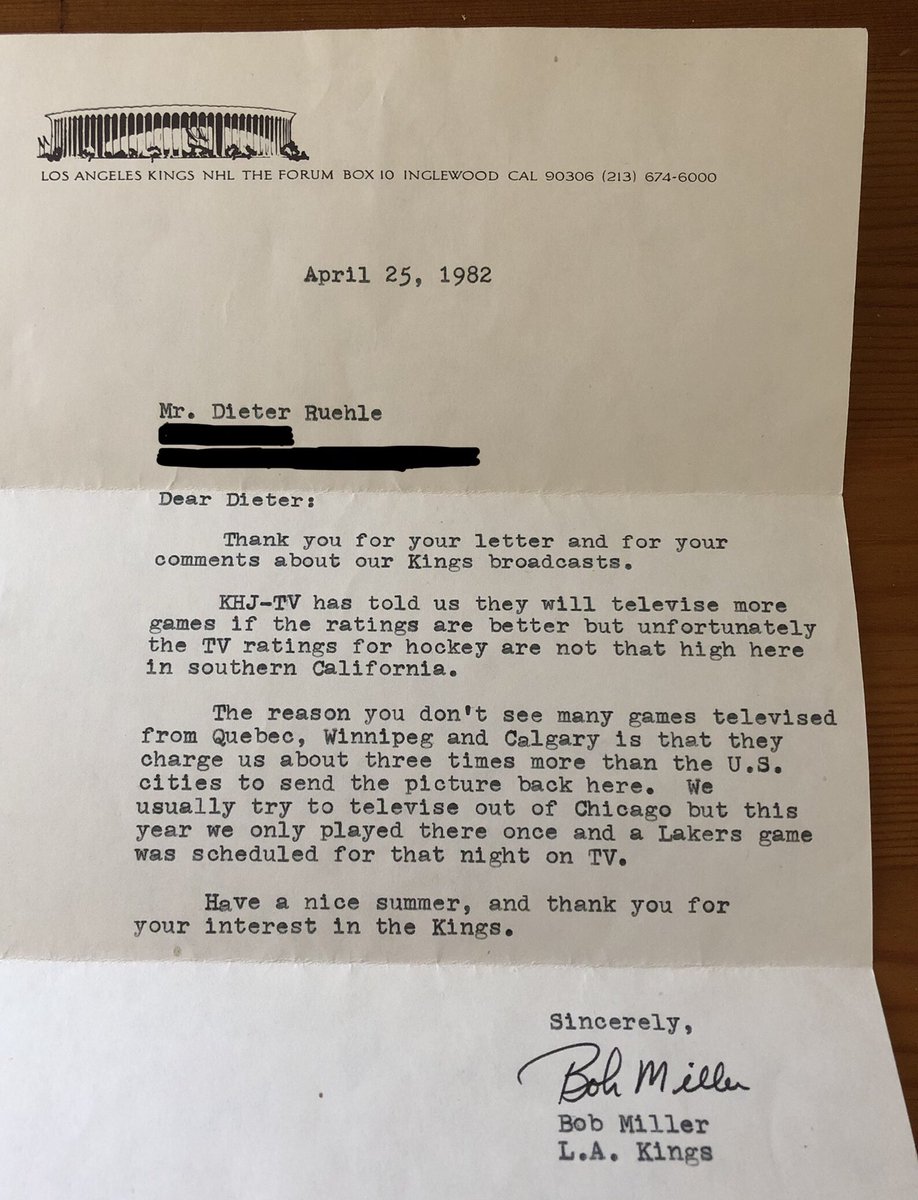 LOS ANGELES KINGS NHL THE FORUM BOX 10 INGLEWOOD CAL 90306 (213) 674-6000
April 25, 1982
Mr. Dieter Ruehle
Dear Dieter:
Thank you for your letter and for your
comments about our Kings broadcasts.
KHJ-TV has told us they will televise more
games if the ratings are better but unfortunately
the TV ratings for hockey are not that high here
in southern California.
The reason you don't see many games televised
from Quebec, Winnipeg and Calgary is that they
charge us about three times more than the U.S.
cities to send the picture back here. We
usually try to televise out of Chicago but this
year we only played there once and a Lakers game
was scheduled for that night on TV.
Have a nice summer, and thank you for
your interest in the Kings.
Sincerely,
Bob Miller
Bob Miller
L.A. Kings